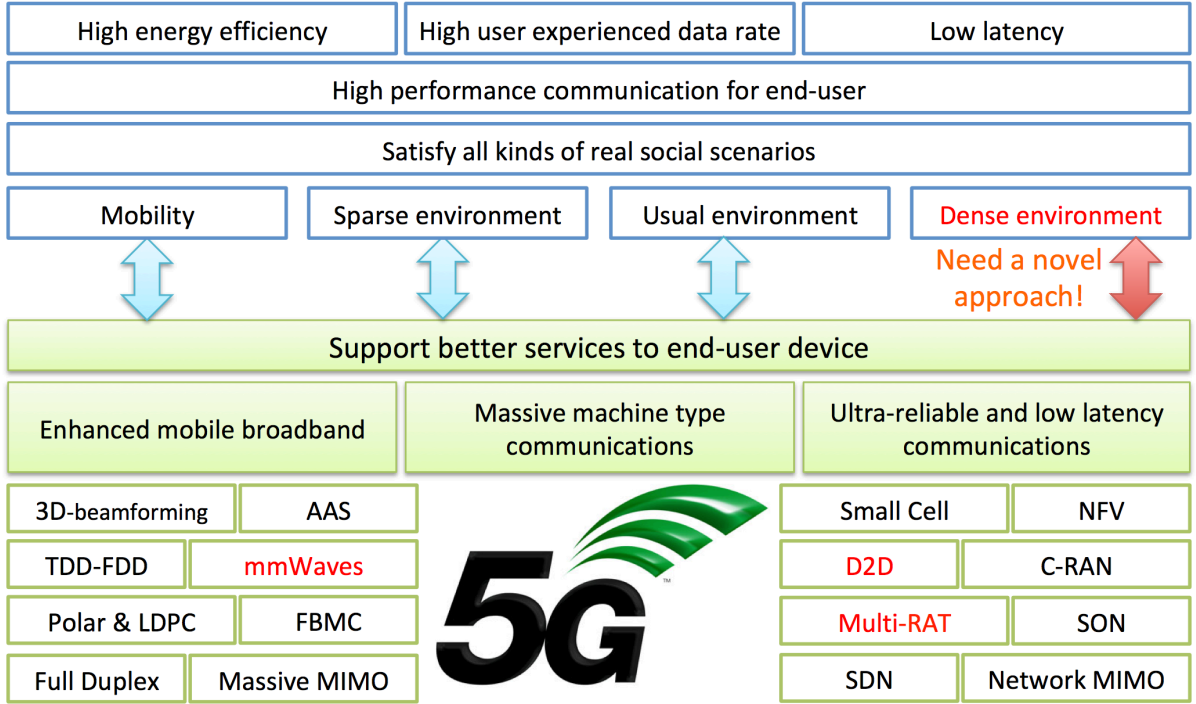 High energy efficiency
High user experienced data rate
Low latency
High performance communication for end-user
Satisfy all kinds of real social scenarios
Mobility
Sparse environment
Usual environment
Dense environment
Need a novel
approach!
Support better services to end-user device
Enhanced mobile broadband
Massive machine type
communications
Ultra-reliable and low latency
communications
3D-beamforming
AAS
TDD-FDD
mmWaves
Polar & LDPC
FBMC
Full Duplex
Massive MIMO
5G
™
Small Cell
NFV
D2D
C-RAN
Multi-RAT
SON
SDN
Network MIMO